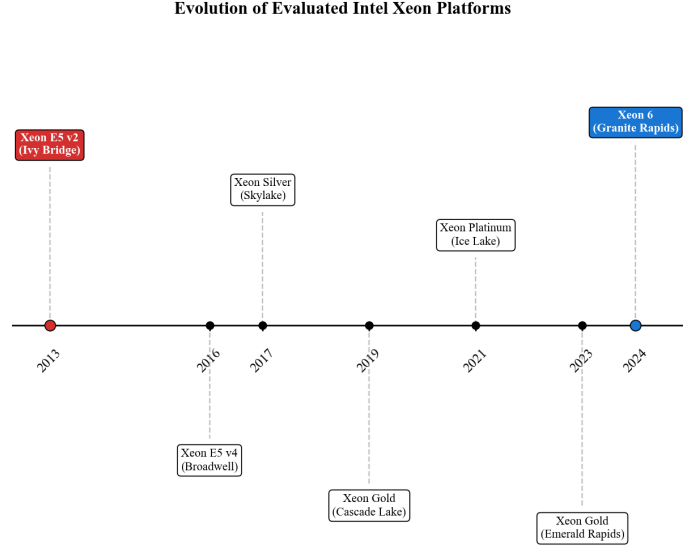 Evolution of Evaluated Intel Xeon Platforms
Xeon 6
(Granite Rapids)
Xeon E5 v2
(Ivy Bridge)
Xeon Silver
(Skylake)
Xeon Platinum
(Ice Lake)
2013
2016
2017
2019
2021
2023
2024
Xeon E5 v4
(Broadwell)
Xeon Gold
(Cascade Lake)
Xeon Gold
(Emerald Rapids)